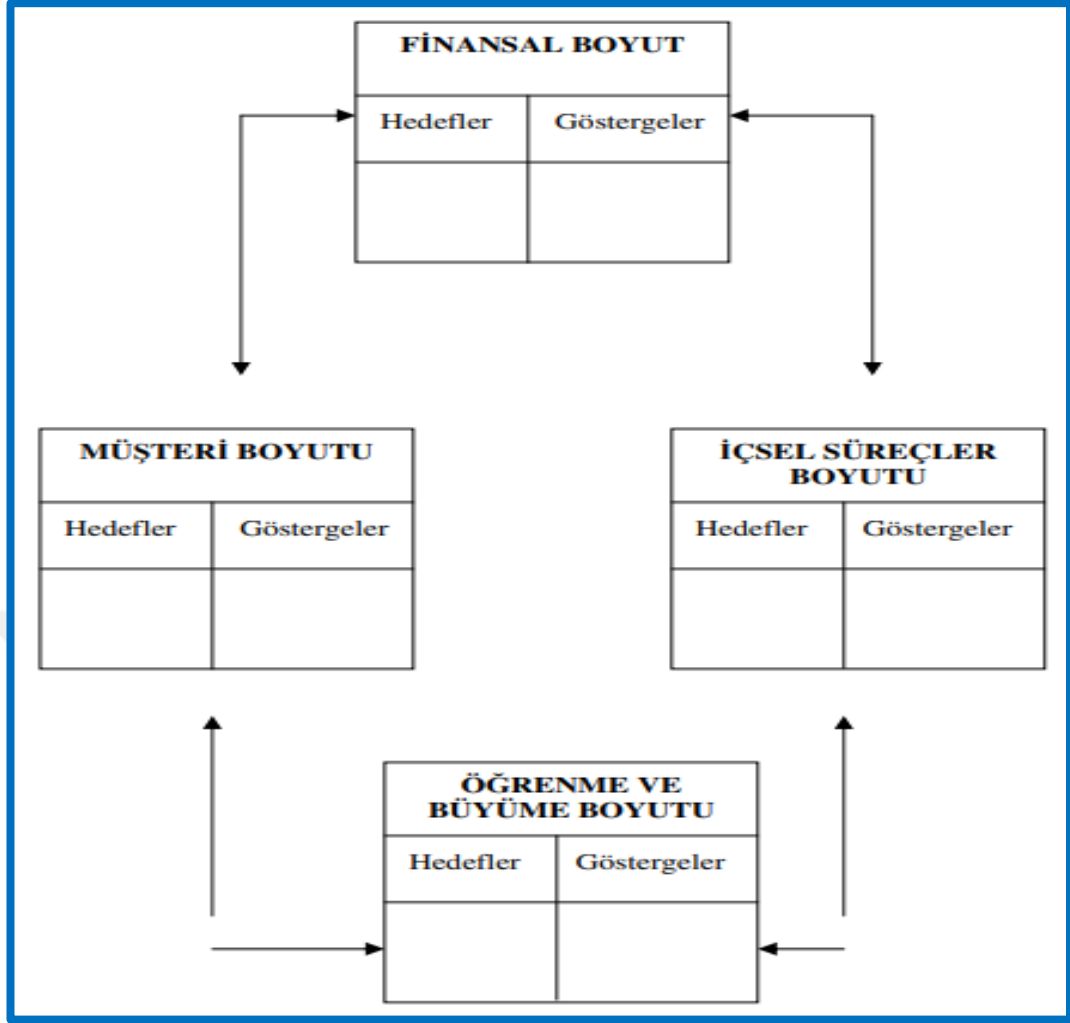 FİNANSAL BOYUT
Hedefler Göstergeler
MÜŞTERİ BOYUTU
Hedefler Göstergeler
İÇSEL SÜREÇLER
BOYUTU
Hedefler Göstergeler
ÖĞRENME VE
BÜYÜME BOYUTU
Hedefler Göstergeler